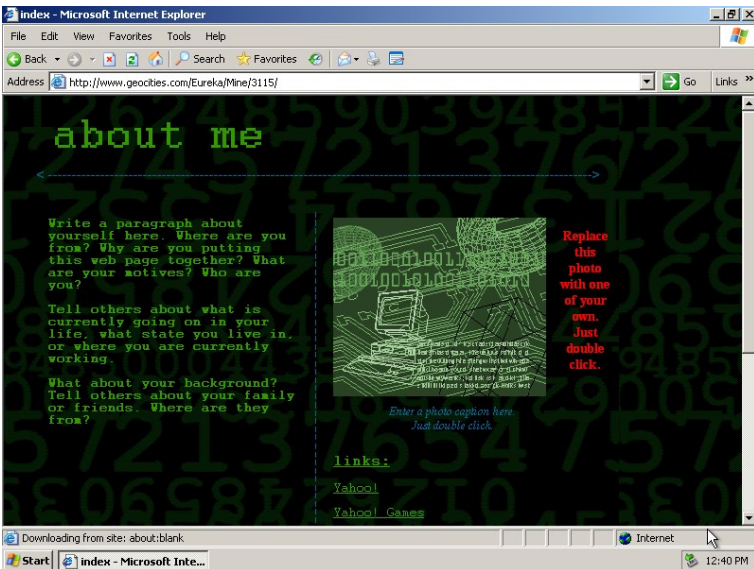 index - Microsoft Internet Explorer
File Edit View Favorites Tools Help
Back Search Favorites
Address http://www.geocities.com/Eureka/Mine/3115/ Go Links »
about me
Write a paragraph about
yourself here. Where are you
from? Why are you putting
this web page together? What
are your motives? Who are
you?
Tell others about what is
currently going on in your
life, what state you live in,
or where you are currently
working.
What about your background?
Tell others about your family
or friends. Where are they
from?
Replace
this
photo
with one
of your
own.
Just
double
click.
Enter a photo caption here.
Just double click.
links:
Yahoo!
Yahoo! Games
Downloading from site: about:blank
Internet
Start index - Microsoft Inte... 12:40 PM